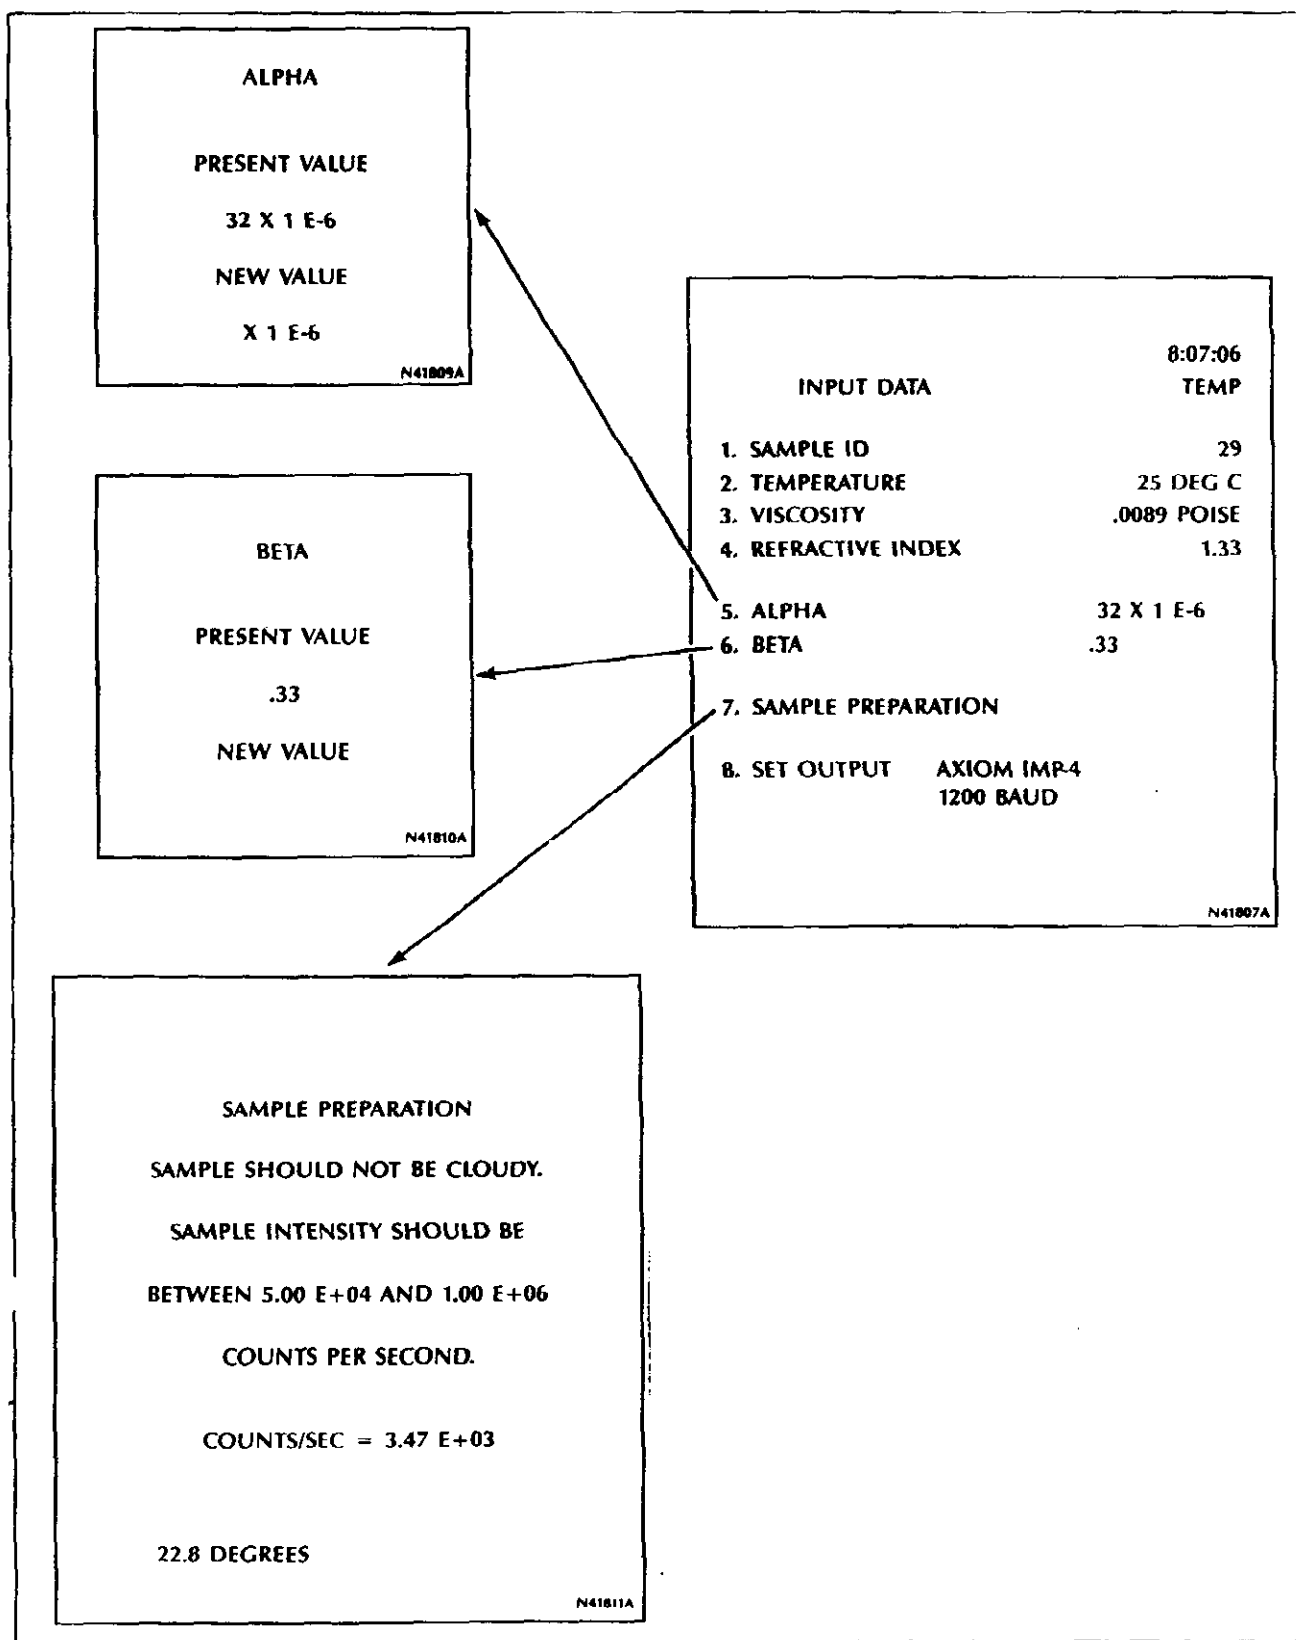 ALPHA
PRESENT VALUE
32 X 1 E-6
NEW VALUE
X 1 E-6
N41809A
BETA
PRESENT VALUE
.33
NEW VALUE
N41810A
8:07:06
INPUT DATA TEMP
1. SAMPLE ID 29
2. TEMPERATURE 25 DEG C
3. VISCOSITY .0089 POISE
4. REFRACTIVE INDEX 1.33
5. ALPHA 32 X 1 E-6
6. BETA .33
7. SAMPLE PREPARATION
8. SET OUTPUT AXIOM IMP-4
1200 BAUD
N41807A
SAMPLE PREPARATION
SAMPLE SHOULD NOT BE CLOUDY.
SAMPLE INTENSITY SHOULD BE
BETWEEN 5.00 E+04 AND 1.00 E+06
COUNTS PER SECOND.
COUNTS/SEC = 3.47 E+03
22.8 DEGREES
N41811A